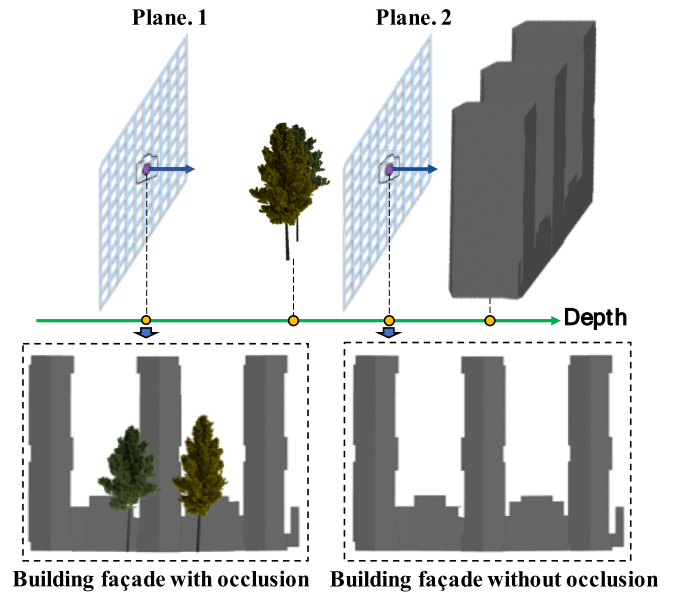 Plane. 1
Plane. 2
Depth
Building façade with occlusion
Building façade without occlusion